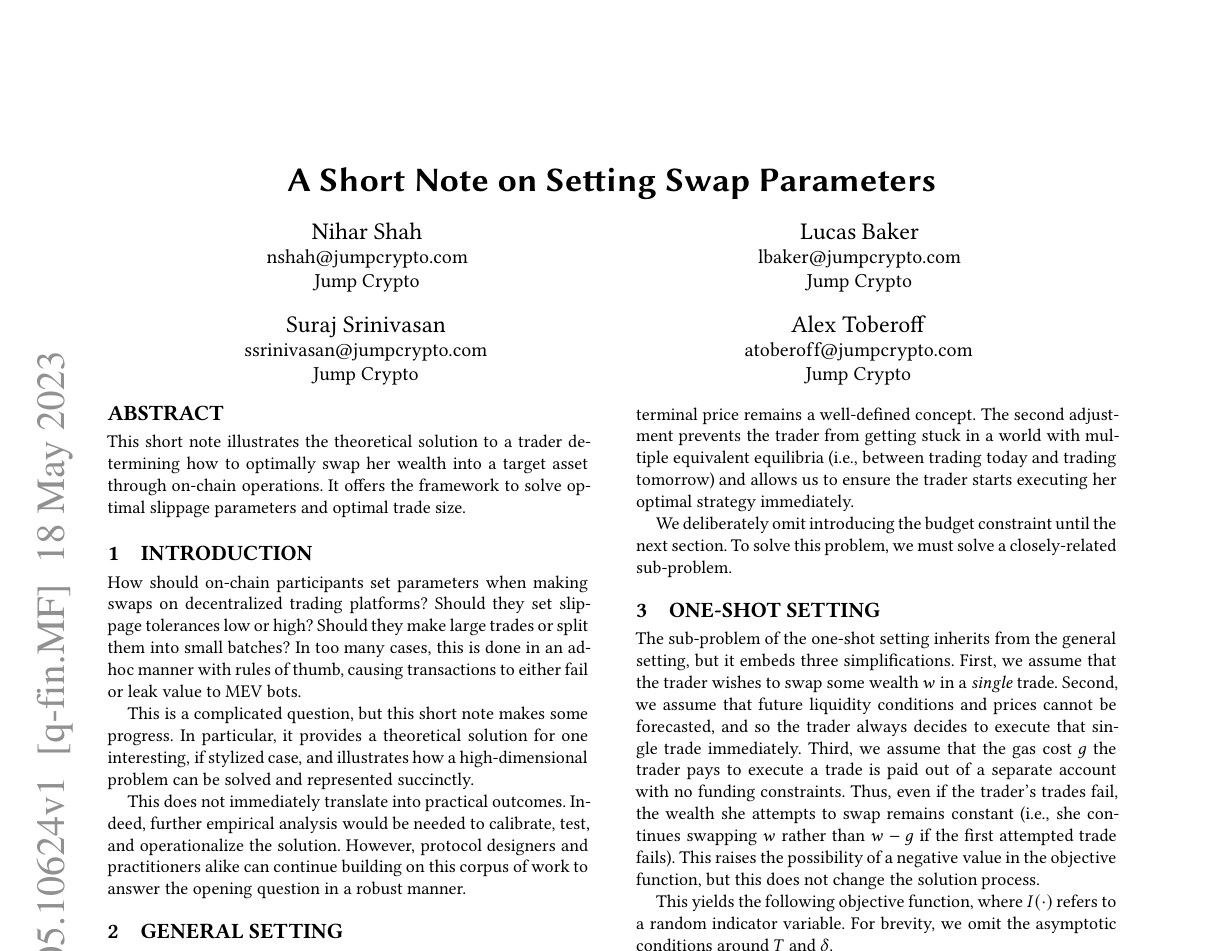 A Short Note on Setting Swap Parameters
Nihar Shah
nshah@jumpcrypto.com
Jump Crypto
Lucas Baker
lbaker@jumpcrypto.com
Jump Crypto
Suraj Srinivasan
ssrinivasan@jumpcrypto.com
Jump Crypto
Alex Toberoff
atoberoff@jumpcrypto.com
Jump Crypto
05.10624v1 [q-fin.MF] 18 May 2023
ABSTRACT
This short note illustrates the theoretical solution to a trader de-
termining how to optimally swap her wealth into a target asset
through on-chain operations. It offers the framework to solve op-
timal slippage parameters and optimal trade size.
1 INTRODUCTION
How should on-chain participants set parameters when making
swaps on decentralized trading platforms? Should they set slip-
page tolerances low or high? Should they make large trades or split
them into small batches? In too many cases, this is done in an ad-
hoc manner with rules of thumb, causing transactions to either fail
or leak value to MEV bots.
This is a complicated question, but this short note makes some
progress. In particular, it provides a theoretical solution for one
interesting, if stylized case, and illustrates how a high-dimensional
problem can be solved and represented succinctly.
This does not immediately translate into practical outcomes. In-
deed, further empirical analysis would be needed to calibrate, test,
and operationalize the solution. However, protocol designers and
practitioners alike can continue building on this corpus of work to
answer the opening question in a robust manner.
2 GENERAL SETTING
terminal price remains a well-defined concept. The second adjust-
ment prevents the trader from getting stuck in a world with mul-
tiple equivalent equilibria (i.e., between trading today and trading
tomorrow) and allows us to ensure the trader starts executing her
optimal strategy immediately.
We deliberately omit introducing the budget constraint until the
next section. To solve this problem, we must solve a closely-related
sub-problem.
3 ONE-SHOT SETTING
The sub-problem of the one-shot setting inherits from the general
setting, but it embeds three simplifications. First, we assume that
the trader wishes to swap some wealth w in a single trade. Second,
we assume that future liquidity conditions and prices cannot be
forecasted, and so the trader always decides to execute that sin-
gle trade immediately. Third, we assume that the gas cost g the
trader pays to execute a trade is paid out of a separate account
with no funding constraints. Thus, even if the trader's trades fail,
the wealth she attempts to swap remains constant (i.e., she con-
tinues swapping w rather than w − g if the first attempted trade
fails). This raises the possibility of a negative value in the objective
function, but this does not change the solution process.
This yields the following objective function, where I(·) refers to
a random indicator variable. For brevity, we omit the asymptotic
conditions around T and δ.